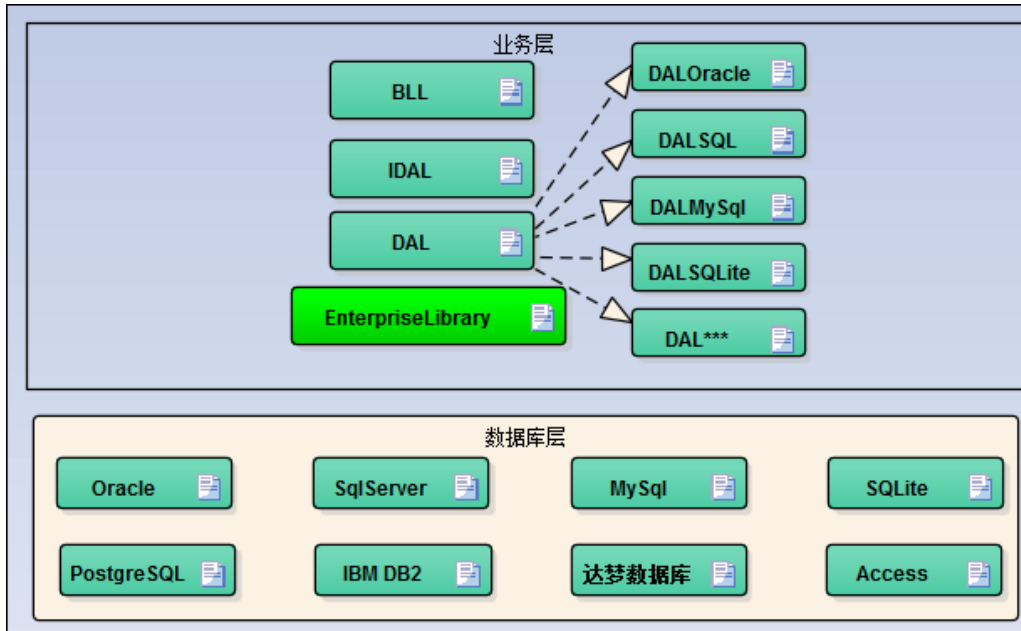 业务层
BLL
IDAL
DAL
EnterpriseLibrary
DALOracle
DALSQL
DALMySql
DALSQLite
DAL***
数据库层
Oracle
SqlServer
MySql
SQLite
PostgreSQL
IBM DB2
达梦数据库
Access